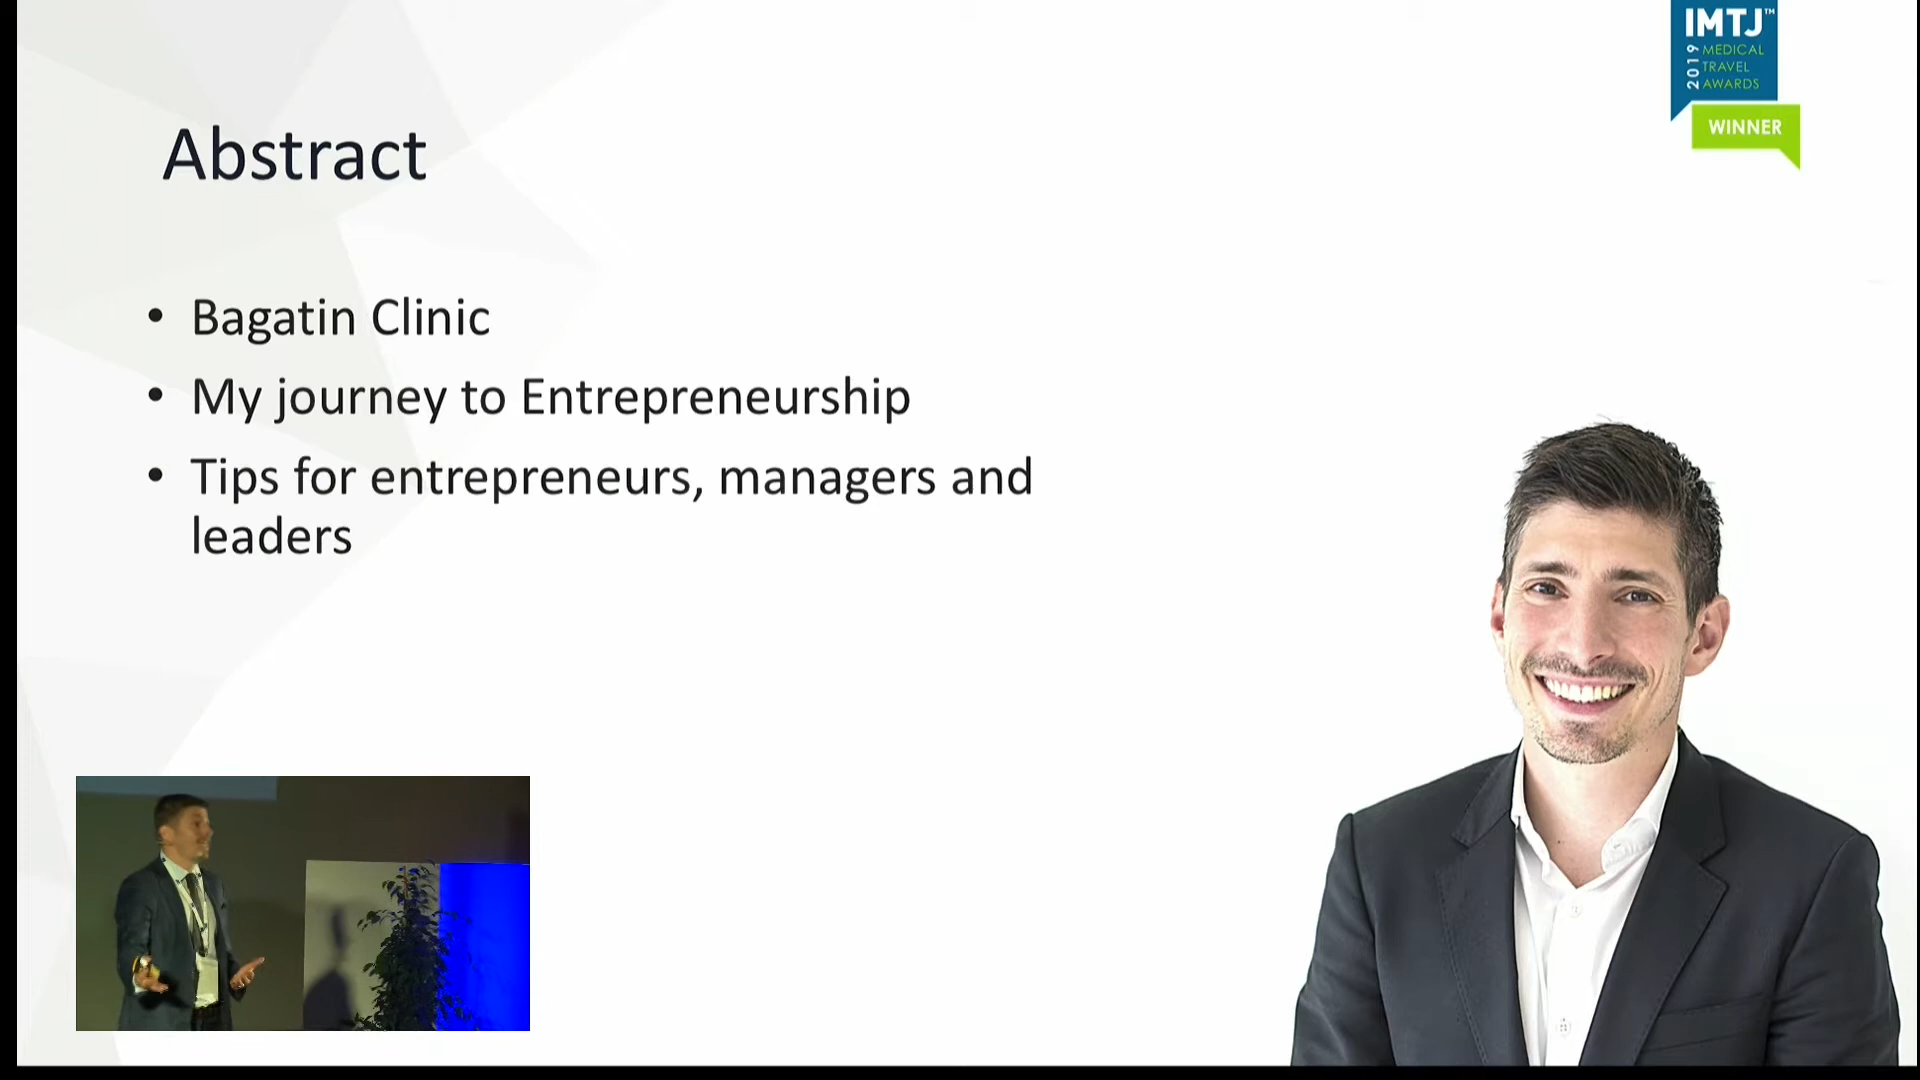 IMTJ™
2019
MEDICAL
TRAVEL
AWARDS
WINNER
Abstract
• Bagatin Clinic
• My journey to Entrepreneurship
• Tips for entrepreneurs, managers and
leaders